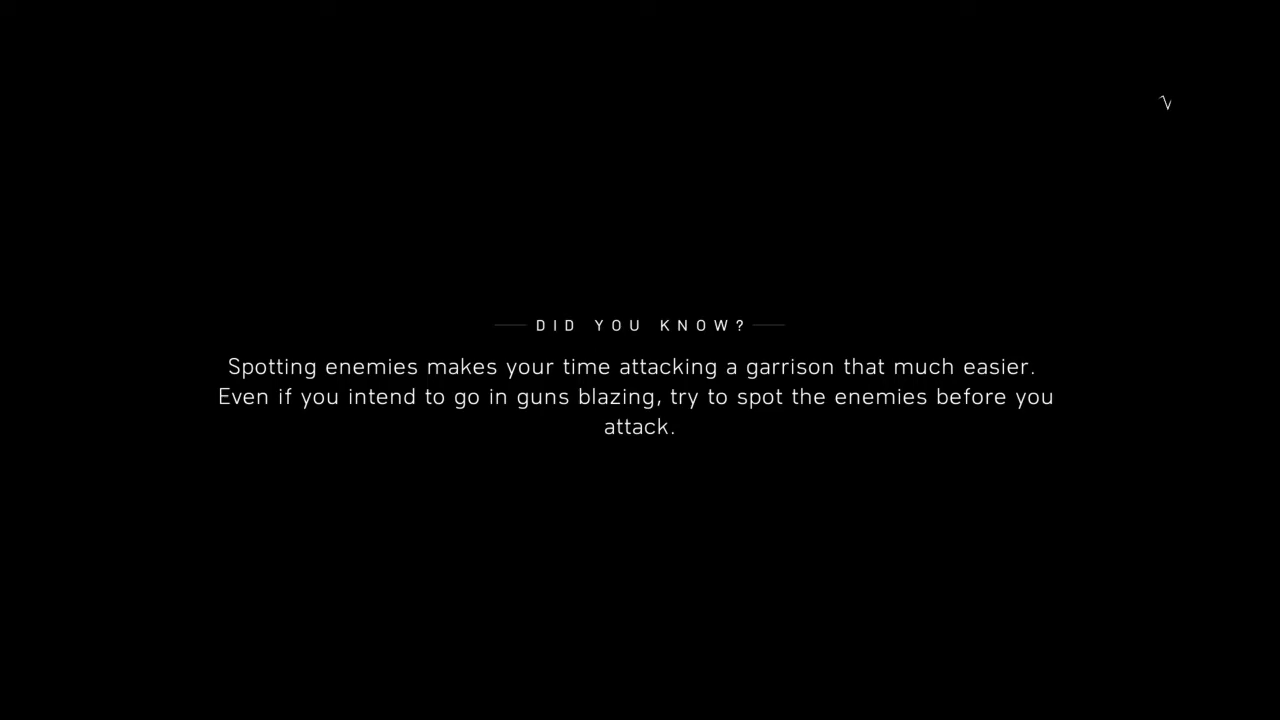 DID YOU KNOW?
Spotting enemies makes your time attacking a garrison that much easier.
Even if you intend to go in guns blazing, try to spot the enemies before you
attack.